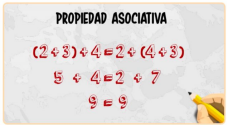 PROPIEDAD ASOCIATIVA
(2+3)+4=2+(4+3)
5 + 4=2 + 7
9 = 9